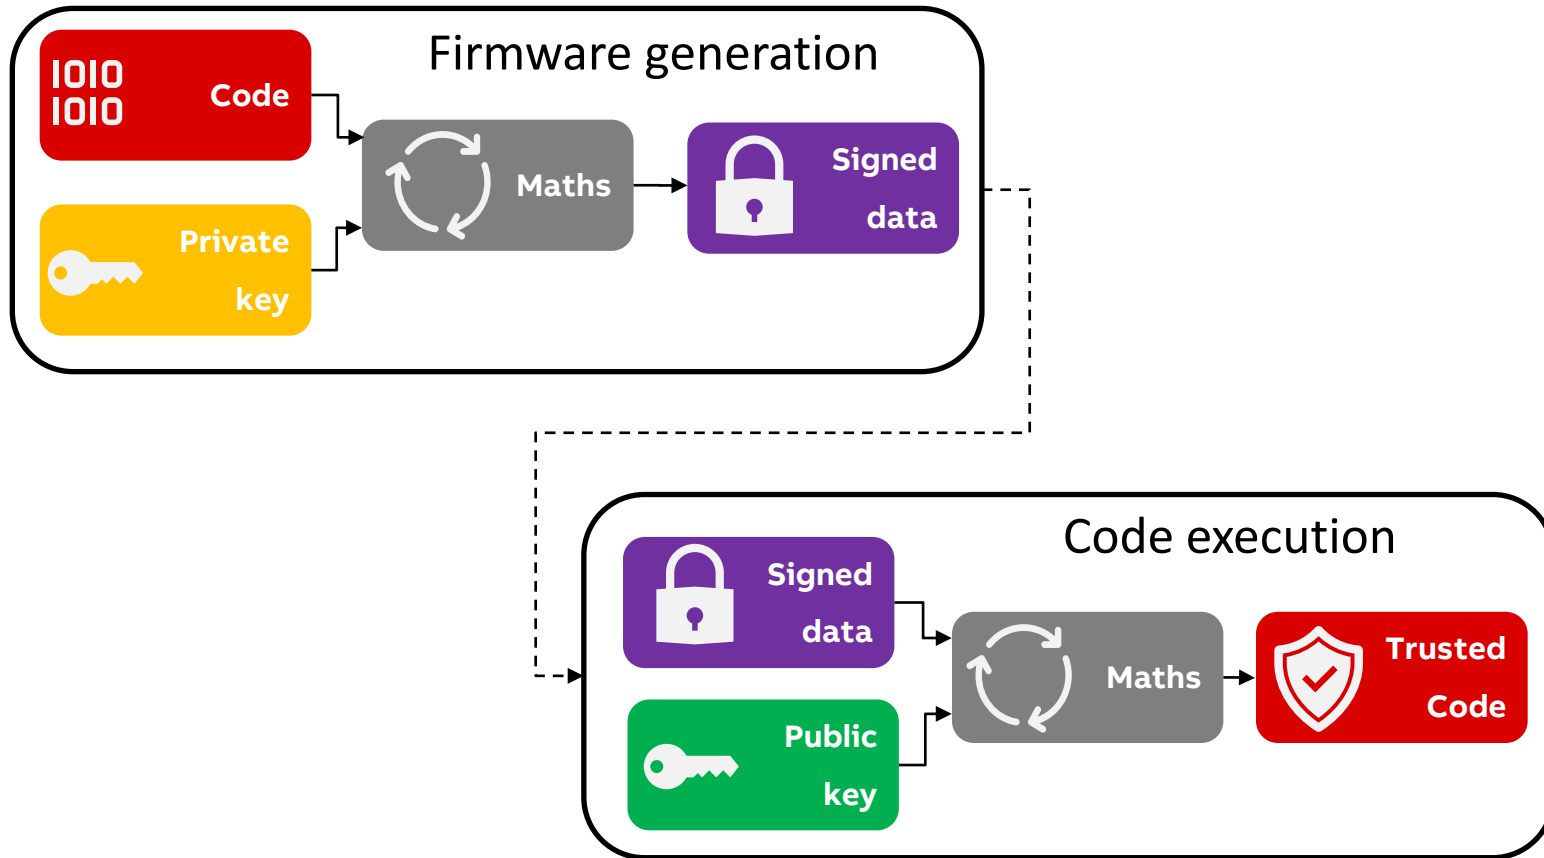 Firmware generation
1010
1010
Code
Private
key
Maths
Signed
data
Code execution
Signed
data
Public
key
Maths
Trusted
Code